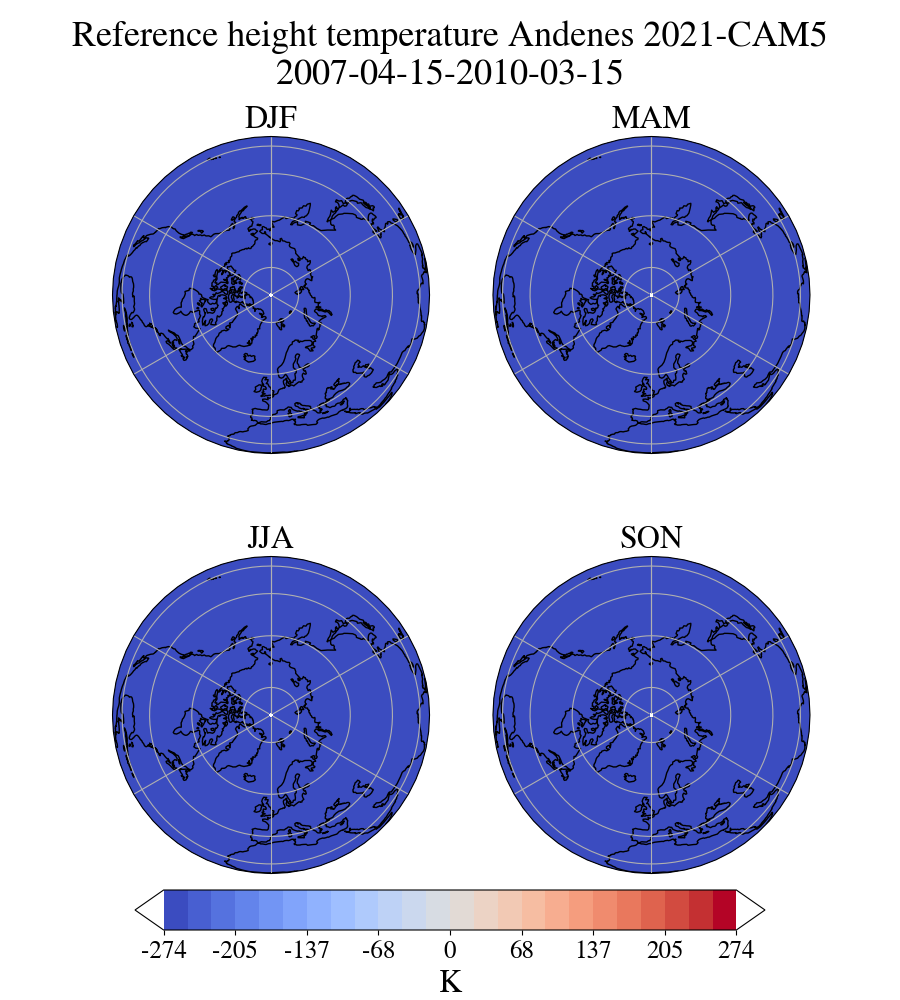 Reference height temperature Andenes 2021-CAM5
2007-04-15-2010-03-15
DJF
MAM
JJA
SON
-274 -205 -137 -68 0 68 137 205 274
K